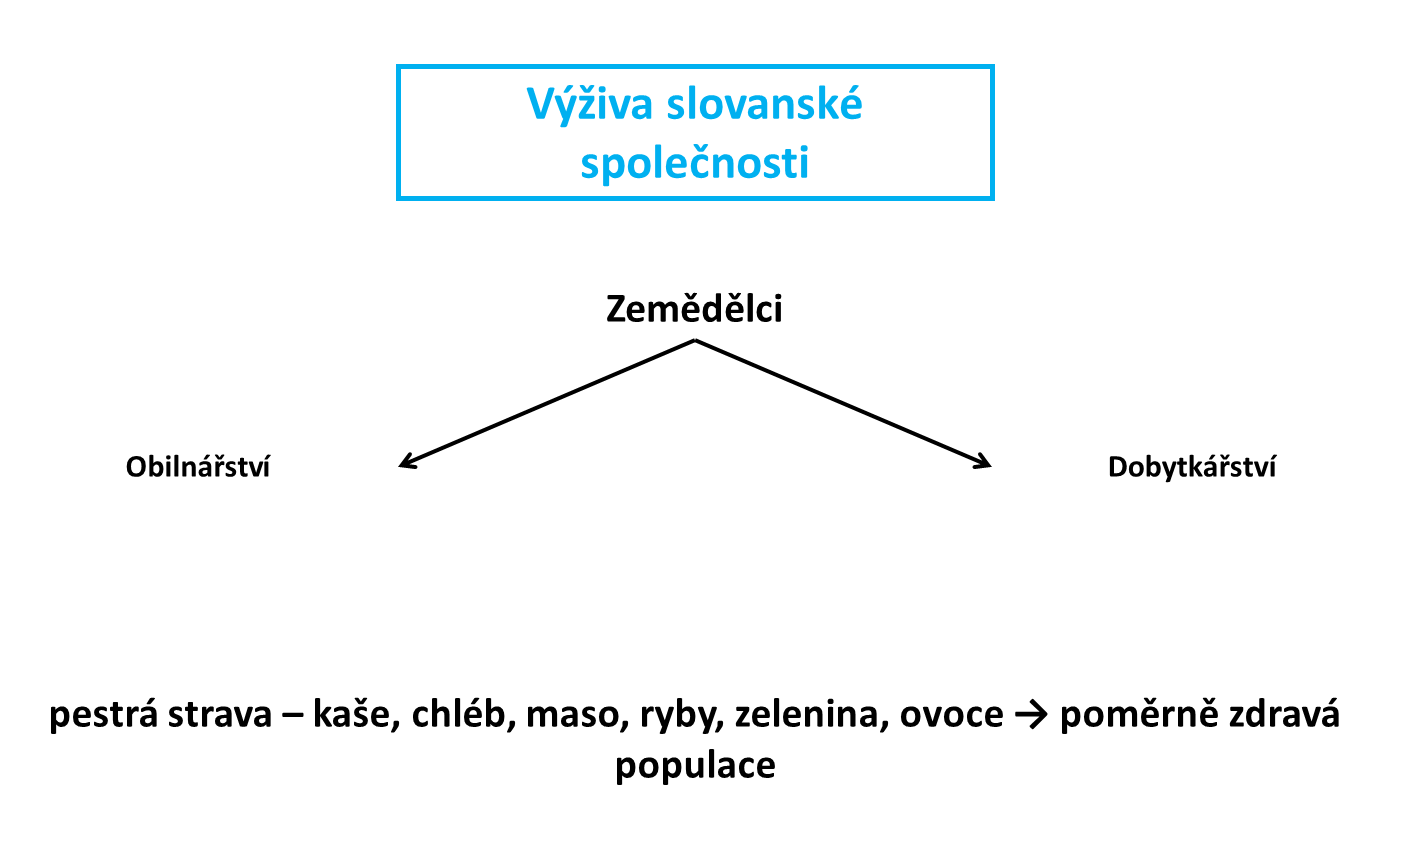 Výživa slovanské
společnosti
Zemědělci
Obilnářství
Dobytkářství
pestrá strava – kaše, chléb, maso, ryby, zelenina, ovoce → poměrně zdravá
populace